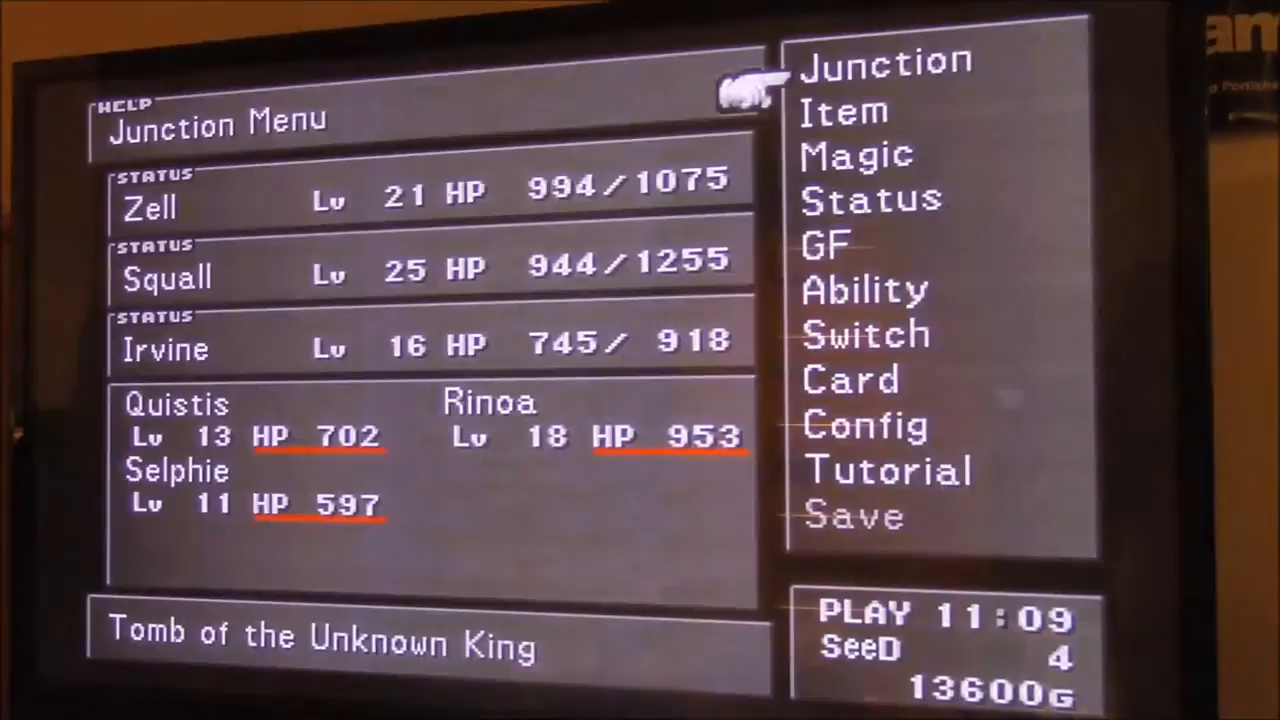 HELP
Junction Menu
STATUS
Zell Lv 21 HP 994/1075
STATUS
Squall Lv 25 HP 944/1255
STATUS
Irvine Lv 16 HP 745/ 918
Quistis
Lv 13 HP 702
Rinoa
Lv 18 HP 953
Selphie
Lv 11 HP 597
Tomb of the Unknown King
Junction
Item
Magic
Status
GF
Ability
Switch
Card
Config
Tutorial
Save
PLAY 11:09
SeeD 4
13600G